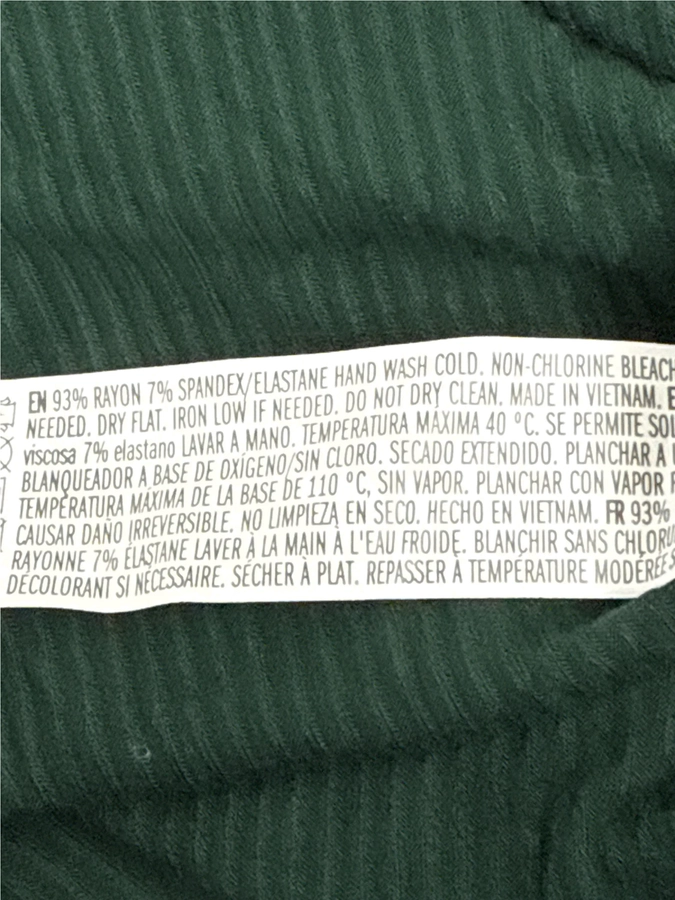 EN 93% RAYON 7% SPANDEX/ELASTANE HAND WASH COLD. NON-CHLORINE BLEACH
NEEDED. DRY FLAT. IRON LOW IF NEEDED. DO NOT DRY CLEAN. MADE IN VIETNAM.
viscosa 7% elastano LAVAR A MANO. TEMPERATURA MÁXIMA 40 °C. SE PERMITE
BLANQUEADOR A BASE DE OXÍGENO/SIN CLORO. SECADO EXTENDIDO. PLANCHAR A
TEMPERATURA MÁXIMA DE LA BASE DE 110 °C, SIN VAPOR. PLANCHAR CON VAPOR
CAUSAR DAÑO IRREVERSIBLE. NO LIMPIEZA EN SECO. HECHO EN VIETNAM. FR 93%
RAYONNE 7% ÉLASTANE LAVER À LA MAIN À L'EAU FROIDE. BLANCHIR SANS
DÉCOLORANT SI NÉCESSAIRE. SÉCHER À PLAT. REPASSER À TEMPÉRATURE MODÉRÉE